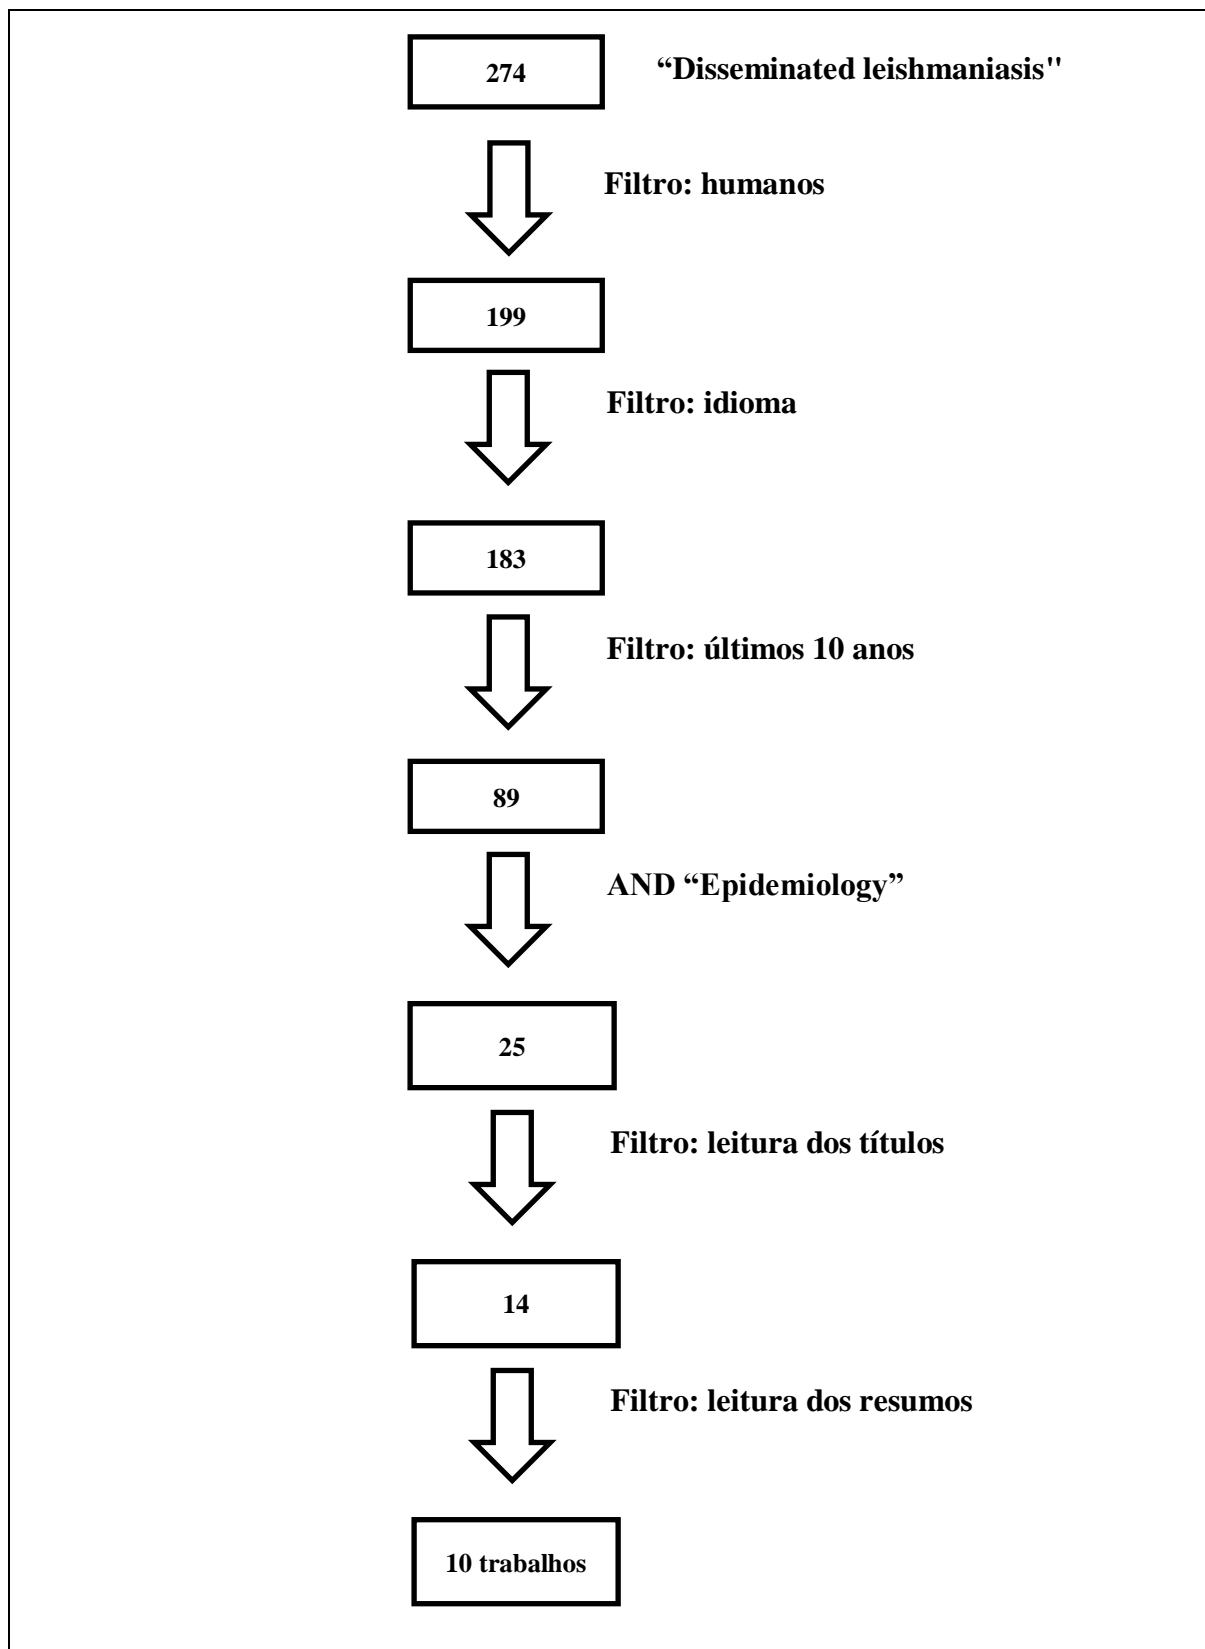 274
“Disseminated leishmaniasis"
Filtro: humanos
199
Filtro: idioma
183
Filtro: últimos 10 anos
89
AND “Epidemiology”
25
Filtro: leitura dos títulos
14
Filtro: leitura dos resumos
10 trabalhos